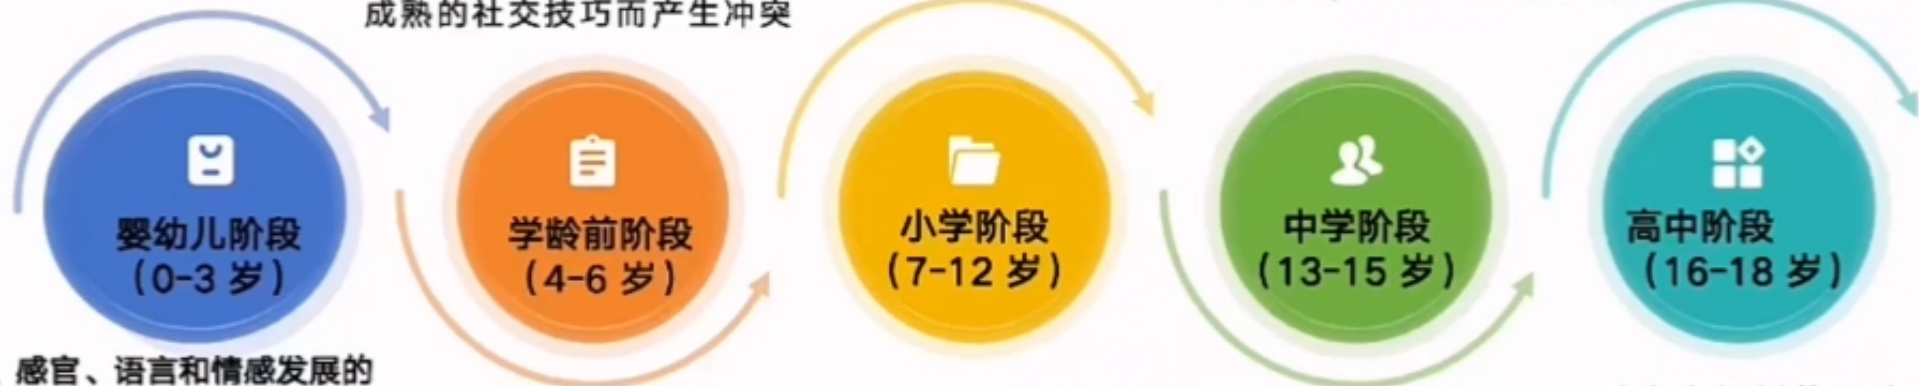 成熟的社交技巧而产生冲突
婴幼儿阶段
（0-3 岁）
学龄前阶段
（4-6 岁）
小学阶段
（7-12 岁）
中学阶段
（13-15 岁）
高中阶段
（16-18 岁）
感官、语言和情感发展的